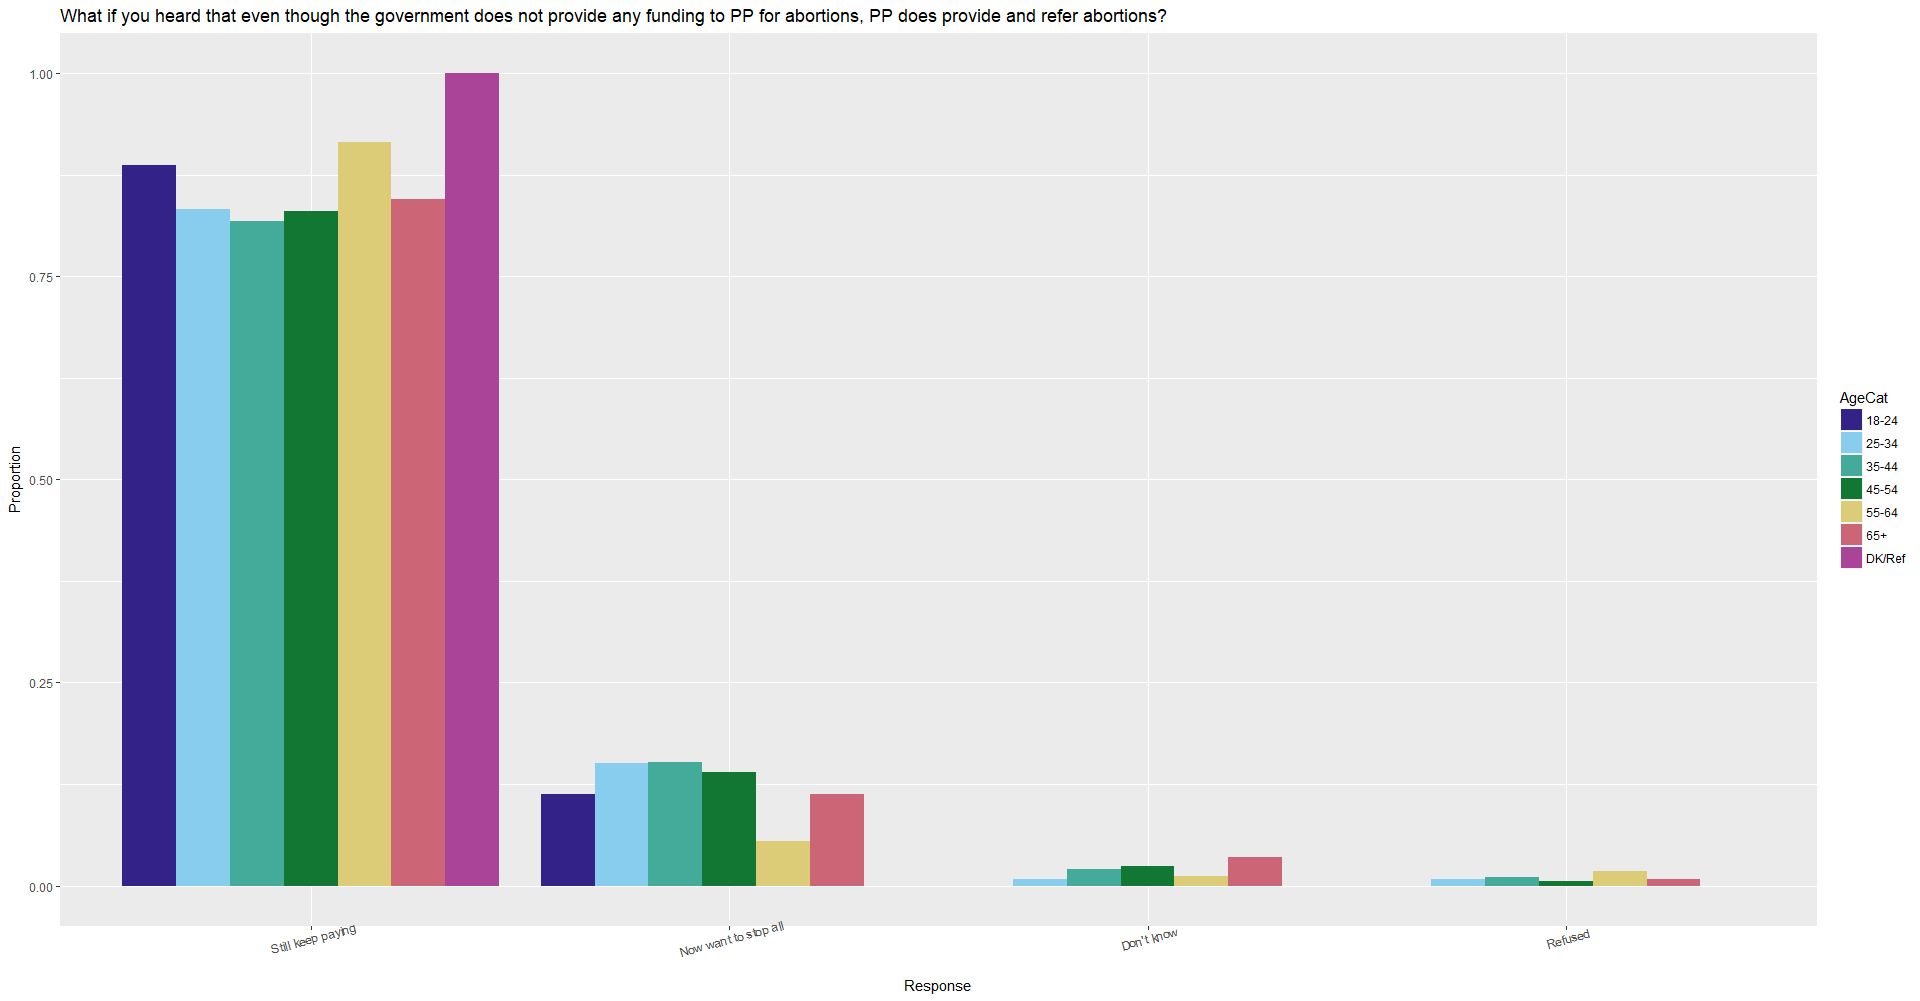 What if you heard that even though the government does not provide any funding to PP for abortions, PP does provide and refer abortions?
1.00
0.75
0.50
0.25
0.00
Proportion
Still keep paying
Now want to stop all
Don't know
Refused
Response
AgeCat
18-24
25-34
35-44
45-54
55-64
65+
DK/Ref